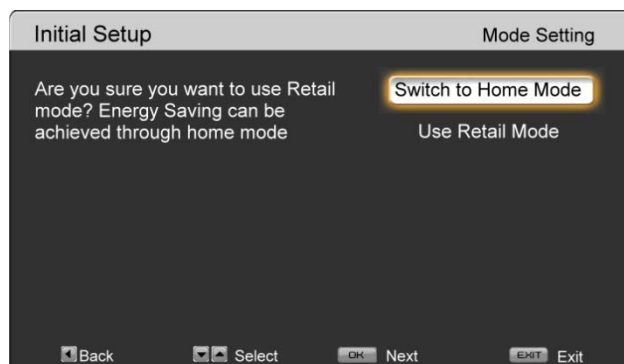 Initial Setup
Mode Setting
Are you sure you want to use Retail
mode? Energy Saving can be
achieved through home mode
Switch to Home Mode
Use Retail Mode
Back
Select
OK Next
EXIT Exit